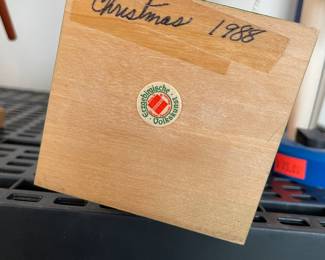 Christmas 1988
Erzgebirgische · Volkskunst ·